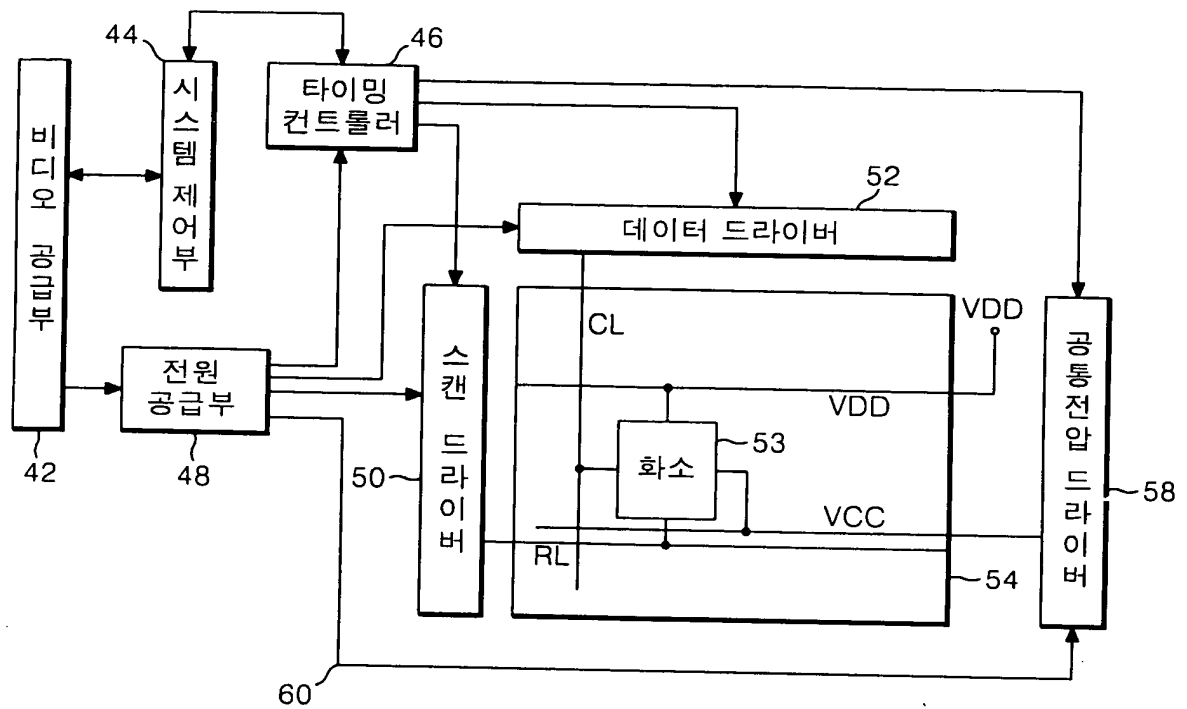 44
46
시스템 제어부
타이밍
컨트롤러
비디오 공급부
52
데이터 드라이버
CL
VDD
스캔 드라이버
공통전압 드라이버
전원
공급부
VDD
53
화소
42
48
50
58
VCC
RL
54
60